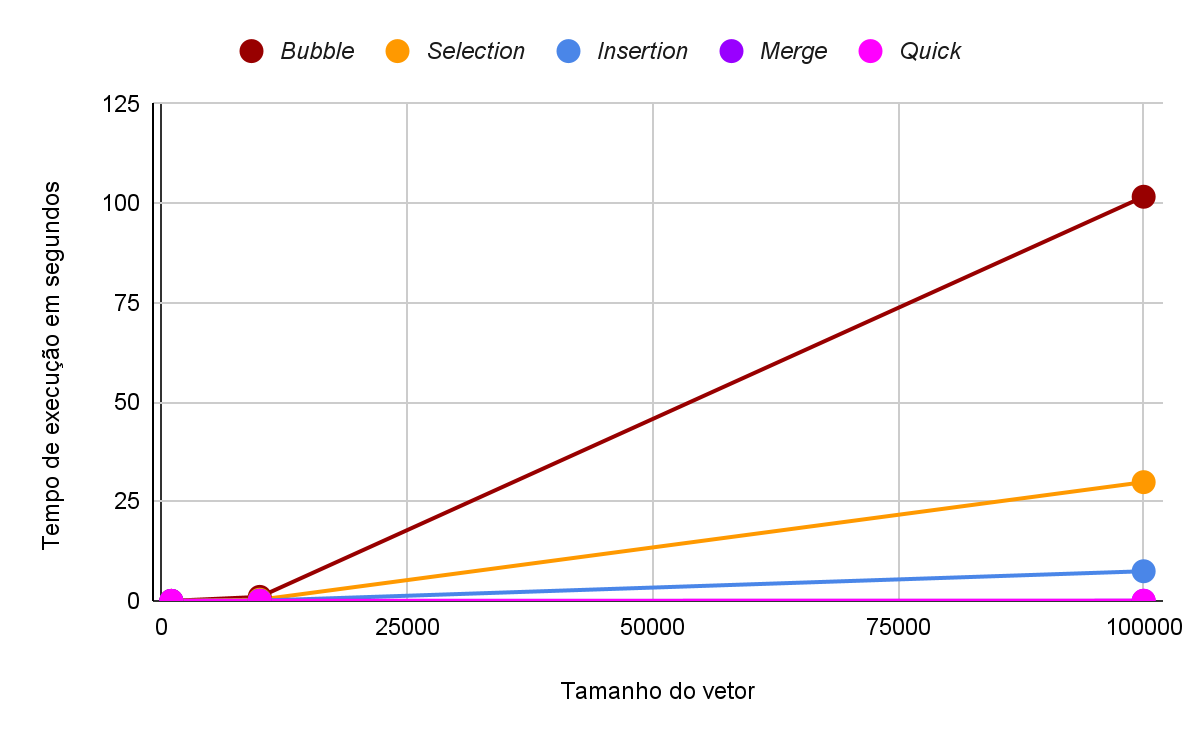 Bubble Selection Insertion Merge Quick
125
100
75
50
25
0
Tempo de execução em segundos
0 25000 50000 75000 100000
Tamanho do vetor